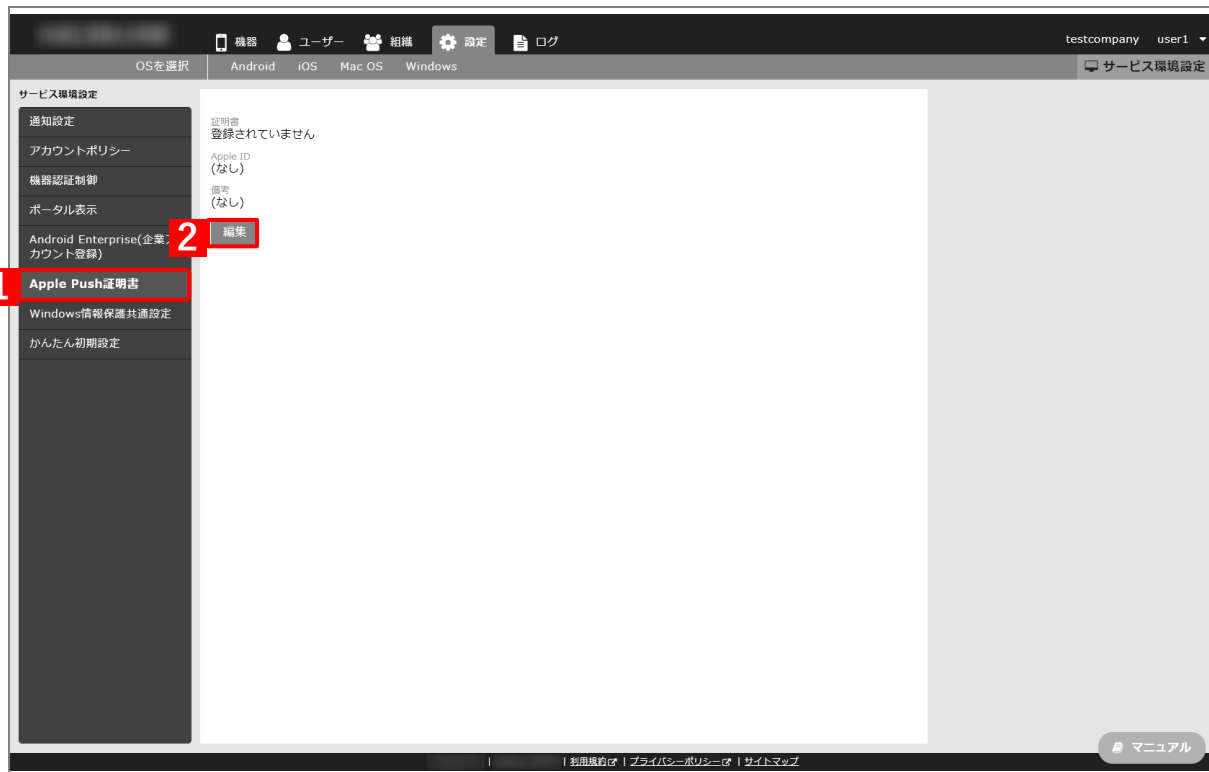 機器 ユーザー 組織 設定 ログ testcompany user1
OSを選択 Android iOS Mac OS Windows サービス環境設定
サービス環境設定
通知設定
アカウントポリシー
機器認証制御
ポータル表示
Android Enterprise(企業
カウント登録)
1 Apple Push証明書
Windows情報保護共通設定
かんたん初期設定
証明書
登録されていません
Apple ID
(なし)
備考
(なし)
2 編集
マニュアル
| | 利用規約 | プライバシーポリシー | サイトマップ